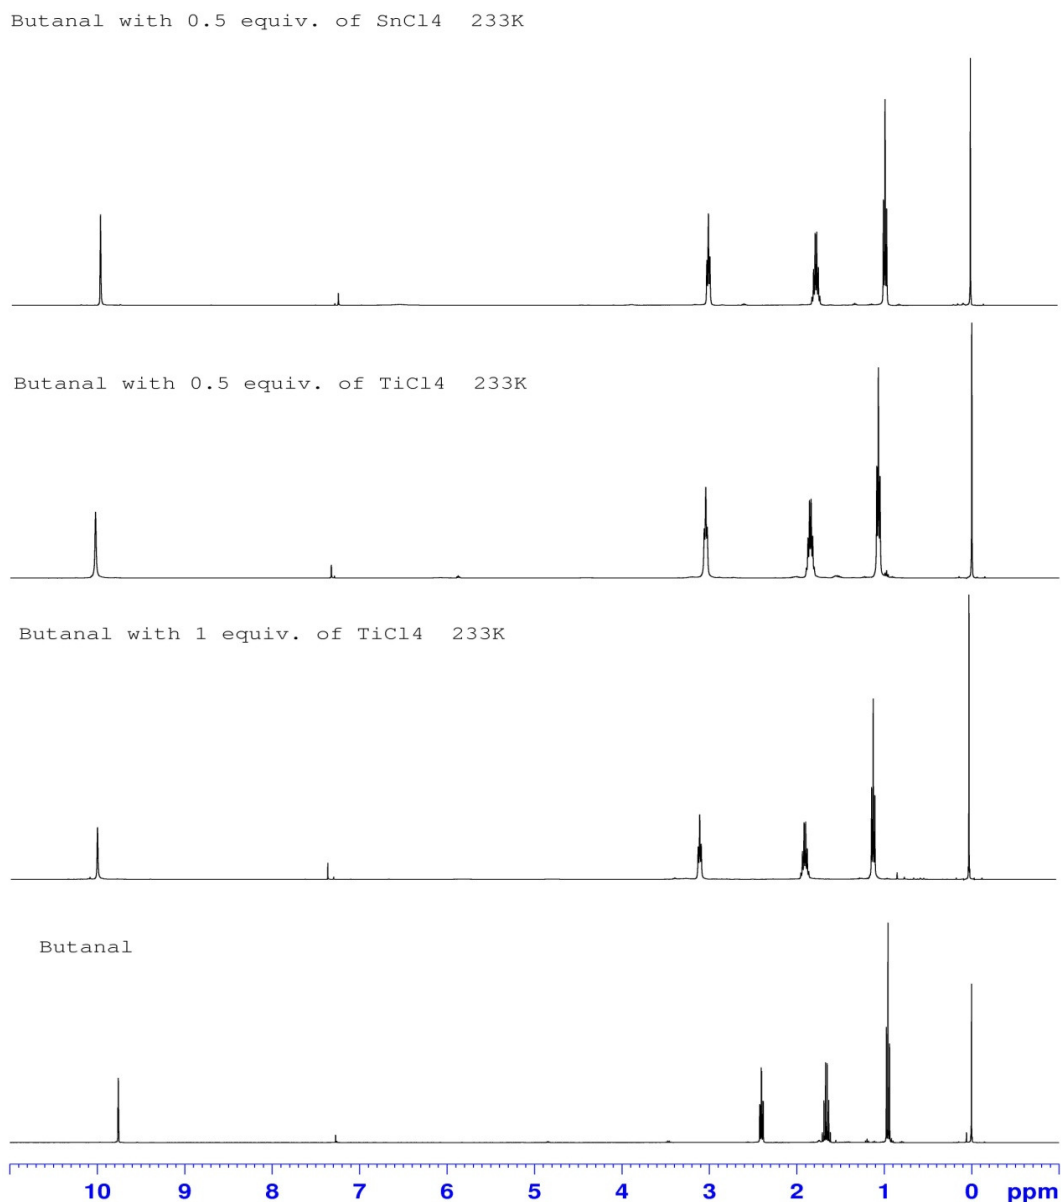 Butanal with 0.5 equiv. of SnCl4  233K
Butanal with 0.5 equiv. of TiCl4  233K
Butanal with 1 equiv. of TiCl4  233K
Butanal
10 9 8 7 6 5 4 3 2 1 0 ppm